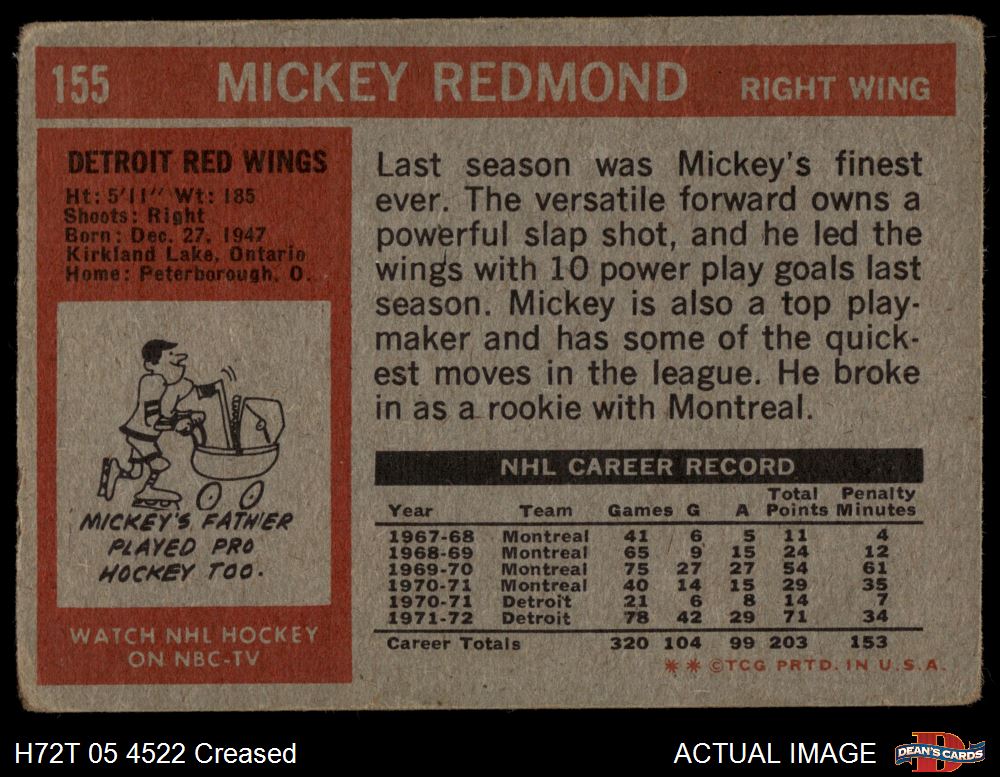 155 MICKEY REDMOND RIGHT WING
DETROIT RED WINGS
Ht: 5'11" Wt: 185
Shoots: Right
Born: Dec. 27, 1947
Kirkland Lake, Ontario
Home: Peterborough, O.
MICKEY'S FATHER
PLAYED PRO
HOCKEY TOO.
WATCH NHL HOCKEY
ON NBC-TV
Last season was Mickey's finest
ever. The versatile forward owns a
powerful slap shot, and he led the
wings with 10 power play goals last
season. Mickey is also a top play-
maker and has some of the quick-
est moves in the league. He broke
in as a rookie with Montreal.
NHL CAREER RECORD
Year Team Games G A Total Points Penalty Minutes
1967-68 Montreal 41 6 5 11 4
1968-69 Montreal 65 9 15 24 12
1969-70 Montreal 75 27 27 54 61
1970-71 Montreal 40 14 15 29 35
1970-71 Detroit 21 6 8 14 7
1971-72 Detroit 78 42 29 71 34
Career Totals 320 104 99 203 153
** ©TCG PRTD. IN U.S.A.
H72T 05 4522 Creased
ACTUAL IMAGE
DEAN'S CARDS